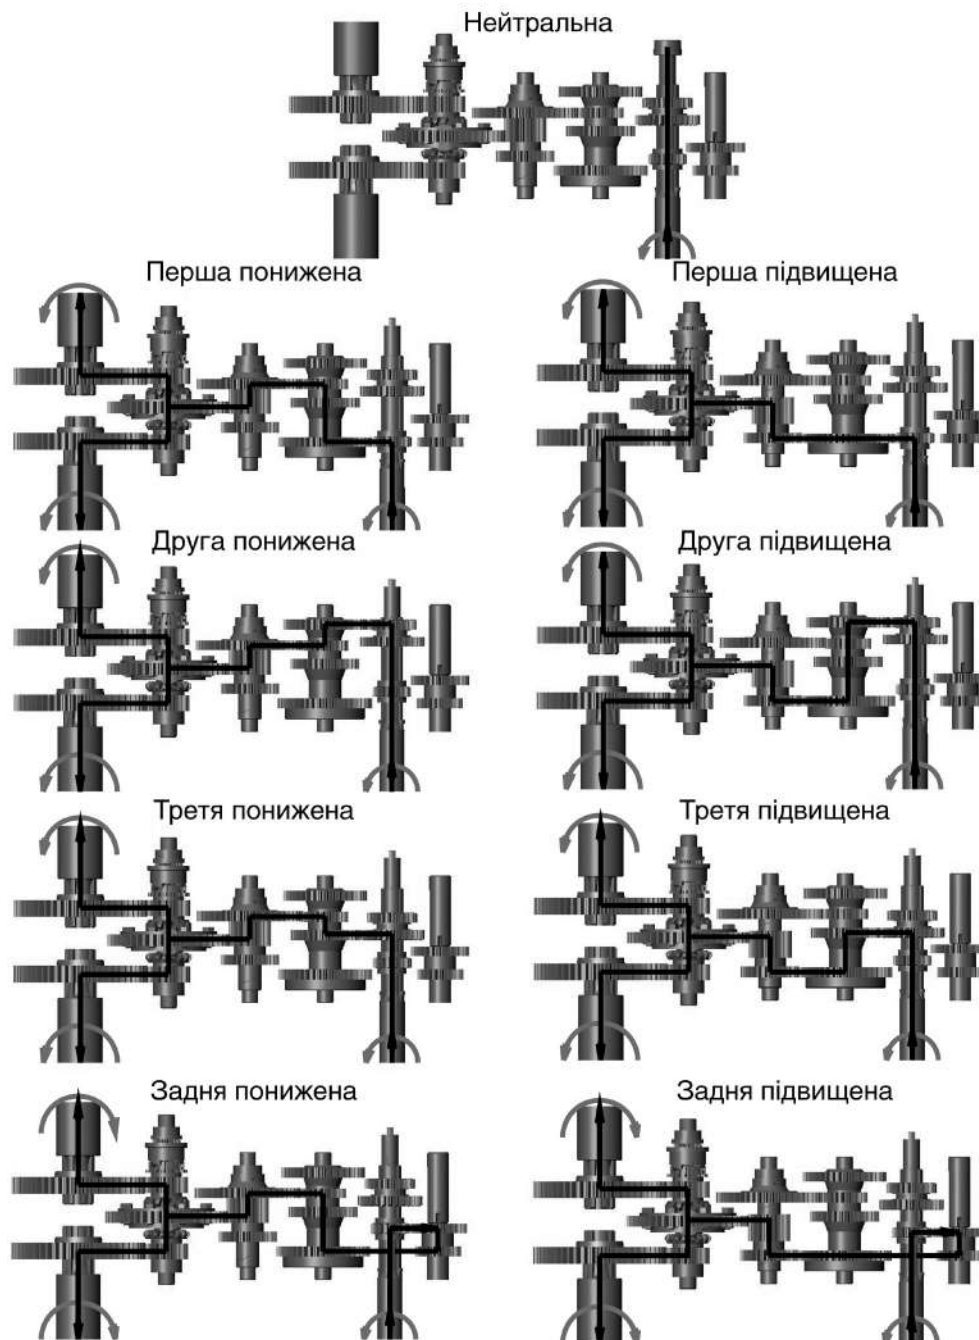 Нейтральна
Перша понижена
Перша підвищена
Друга понижена
Друга підвищена
Третя понижена
Третя підвищена
Задня понижена
Задня підвищена